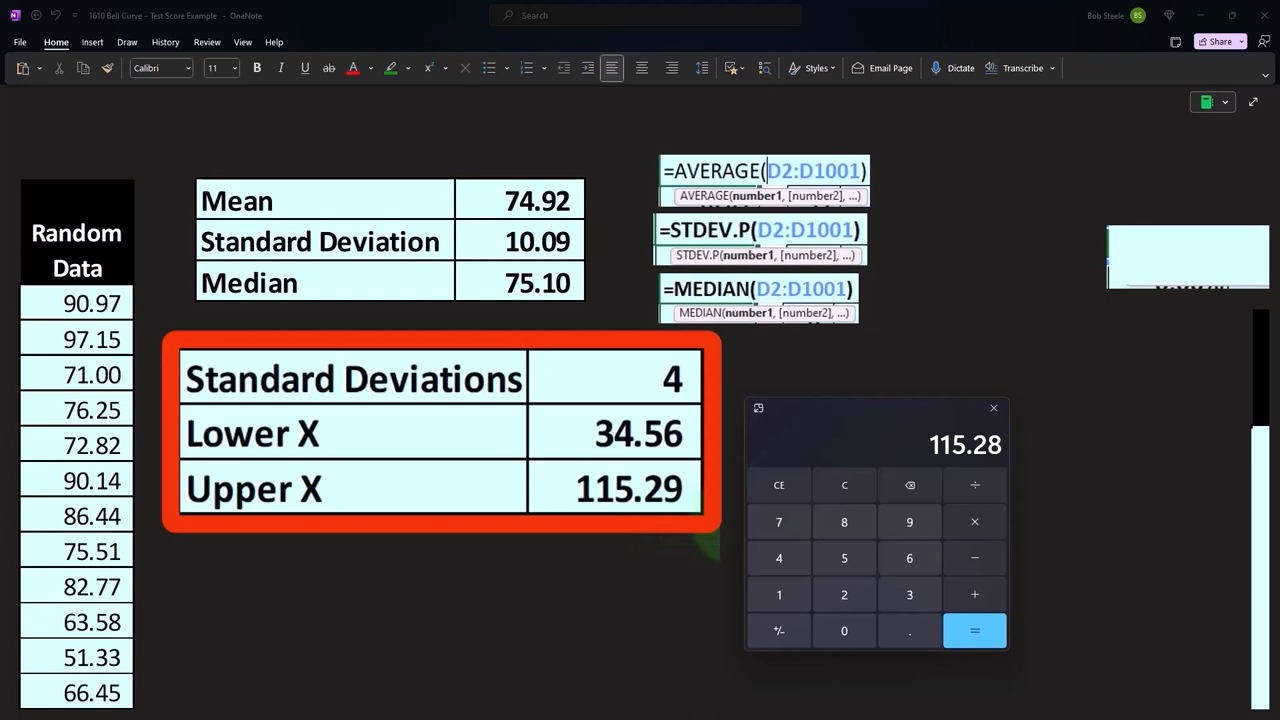 1610 Bell Curve – Test Score Example – OneNote
Search
Bob Steele
BS
File Home Insert Draw History Review View Help
Share
Calibri 11 B I U ab A Styles Email Page Dictate Transcribe
=AVERAGE(D2:D1001)
AVERAGE(number1, [number2], ...)
=STDEV.P(D2:D1001)
STDEV.P(number1, [number2], ...)
=MEDIAN(D2:D1001)
MEDIAN(number1, [number2], ...)
Mean 74.92
Standard Deviation 10.09
Median 75.10
Random
Data
90.97
97.15
71.00
76.25
72.82
90.14
86.44
75.51
82.77
63.58
51.33
66.45
Standard Deviations 4
Lower X 34.56
Upper X 115.29
115.28
CE C ÷
7 8 9 ×
4 5 6 −
1 2 3 +
+/− 0 . =